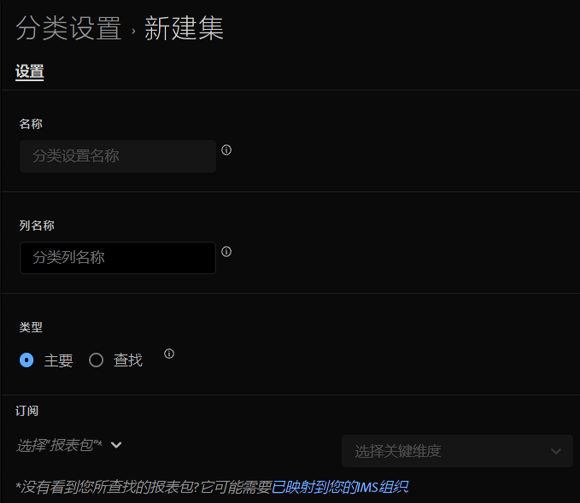 分类设置 › 新建集
设置
名称
分类设置名称
列名称
分类列名称
类型
主要 查找
订阅
选择"报表包"* 选择关键维度
*没有看到您所查找的报表包?它可能需要已映射到您的IMS组织